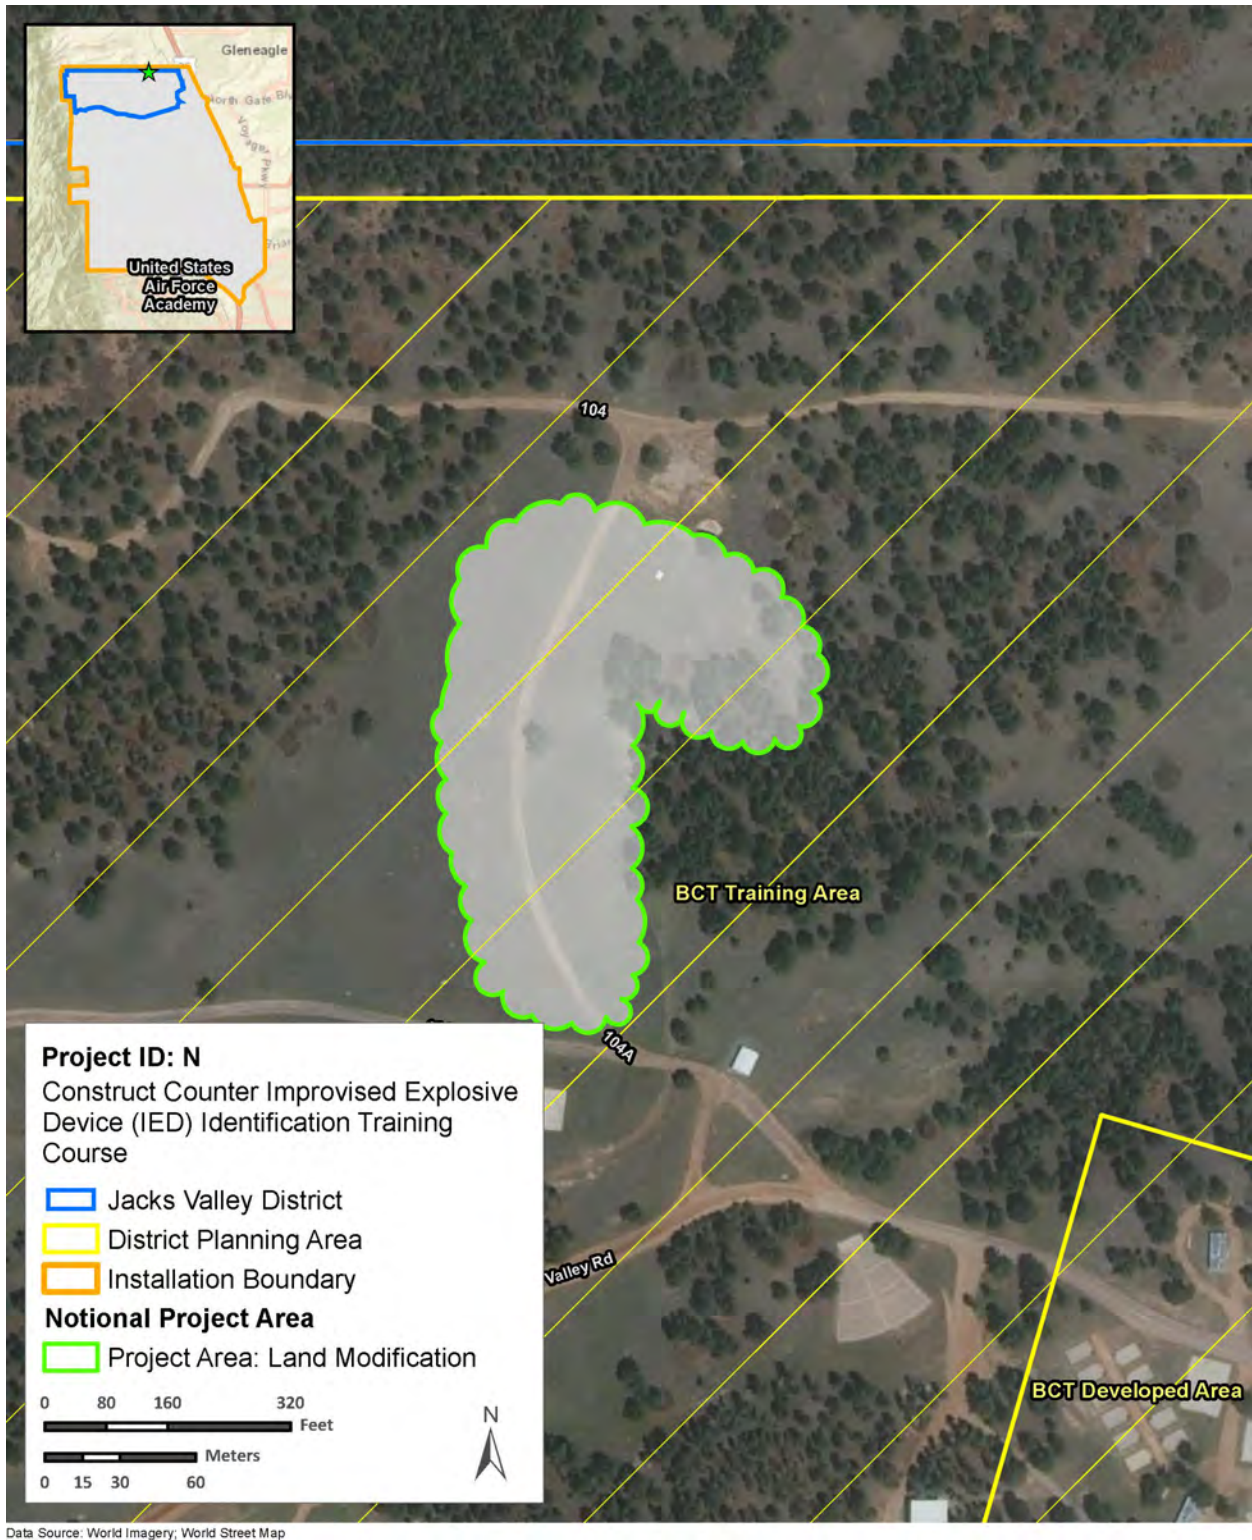 Gleneagle
North Gate Blv
Voyager Pkwy
Briar
United States
Air Force
Academy
104
BCT Training Area
104A
Valley Rd
BCT Developed Area
Project ID: N
Construct Counter Improvised Explosive
Device (IED) Identification Training
Course
Jacks Valley District
District Planning Area
Installation Boundary
Notional Project Area
Project Area: Land Modification
0 80 160 320
Feet
Meters
0 15 30 60
N
Data Source: World Imagery; World Street Map